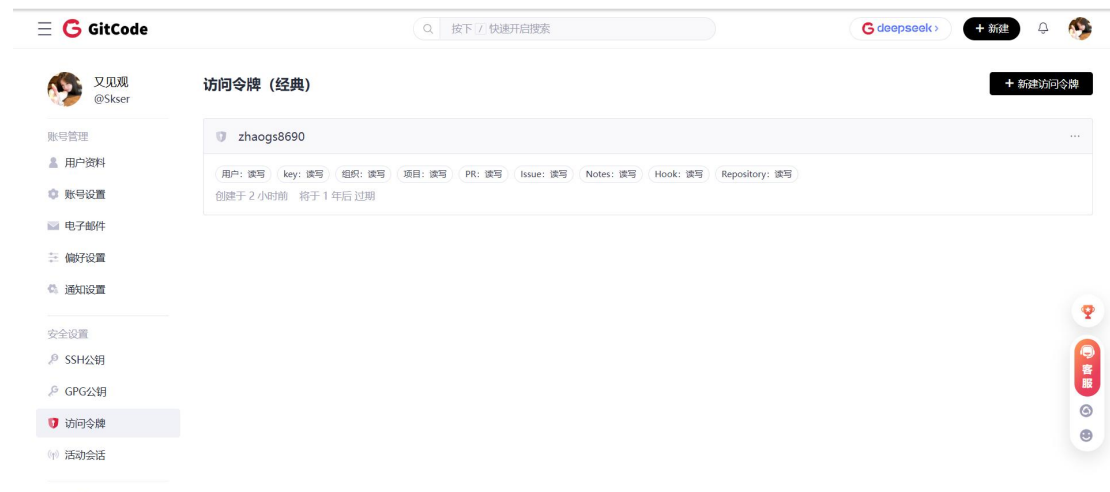 GitCode
按下 / 快速开启搜索
deepseek
+ 新建
又见观
@Skser
访问令牌（经典）
+ 新建访问令牌
账号管理
用户资料
账号设置
电子邮件
偏好设置
通知设置
安全设置
SSH公钥
GPG公钥
访问令牌
活动会话
zhaogs8690
...
用户：读写 key：读写 组织：读写 项目：读写 PR：读写 Issue：读写 Notes：读写 Hook：读写 Repository：读写
创建于 2 小时前 将于 1 年后 过期
客服